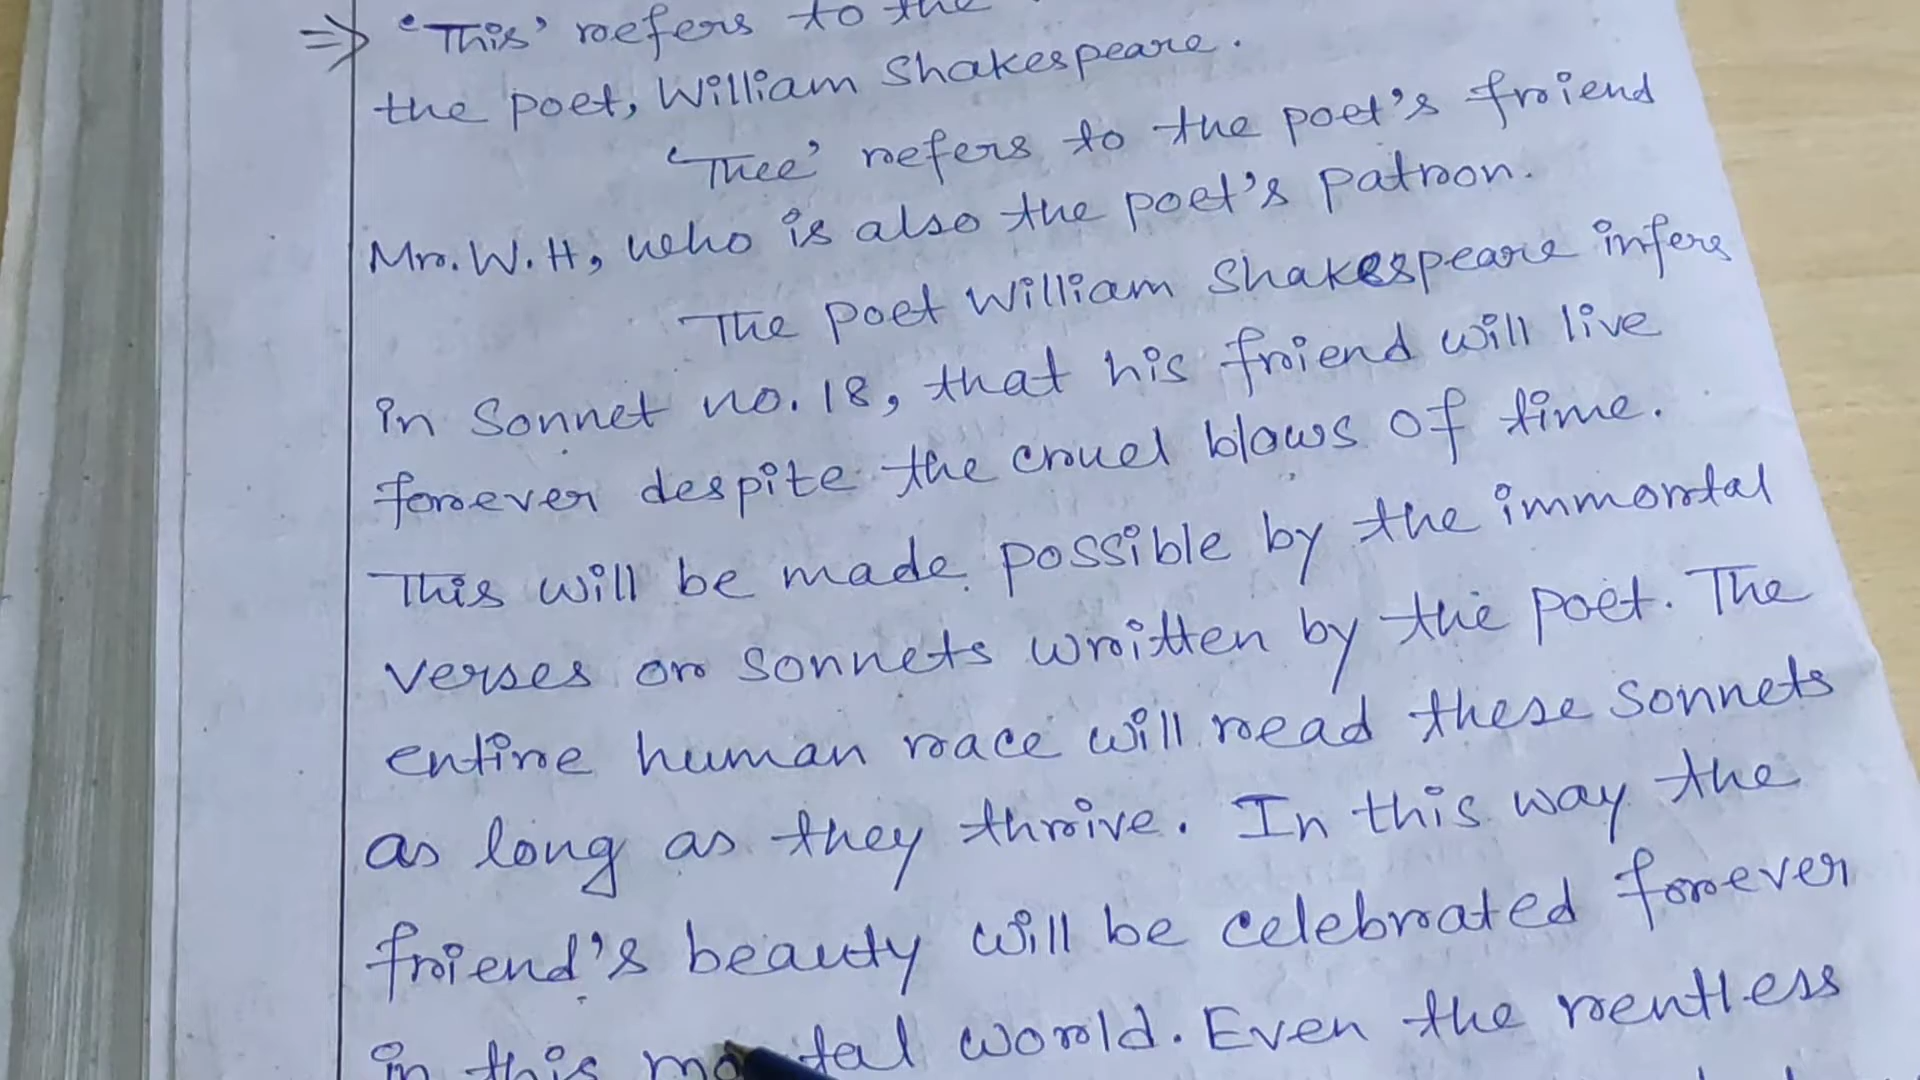 ⇒ 'This' refers to the
the poet, William Shakespeare.
'Thee' refers to the poet's friend
Mr. W. H, who is also the poet's patron.
The poet William Shakespeare infers
in Sonnet no. 18, that his friend will live
forever despite the cruel blows of time.
This will be made possible by the immortal
verses or sonnets written by the poet. The
entire human race will read these sonnets
as long as they thrive. In this way the
friend's beauty will be celebrated forever
in this mortal world. Even the rentless